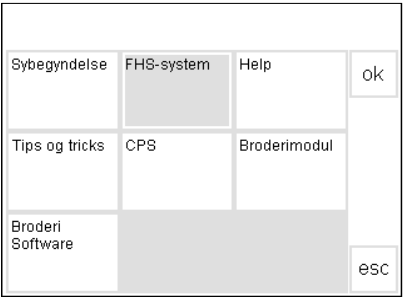 Sybegyndelse
FHS-system
Help
ok
Tips og tricks
CPS
Broderimodul
Broderi
Software
esc